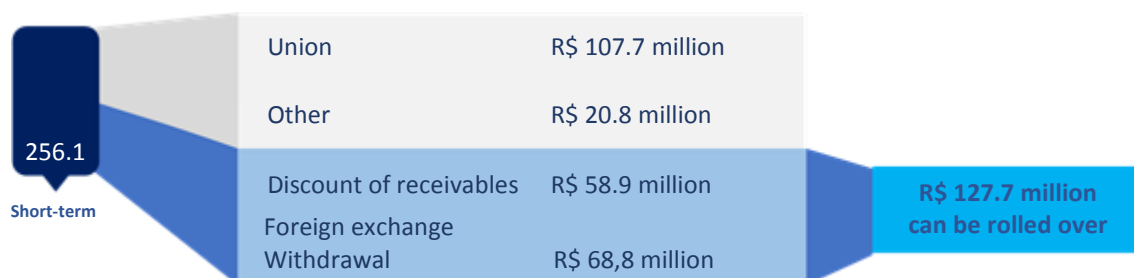 Union R$ 107.7 million
Other R$ 20.8 million
256.1
Short-term
Discount of receivables R$ 58.9 million
Foreign exchange
Withdrawal R$ 68,8 million
R$ 127.7 million
can be rolled over